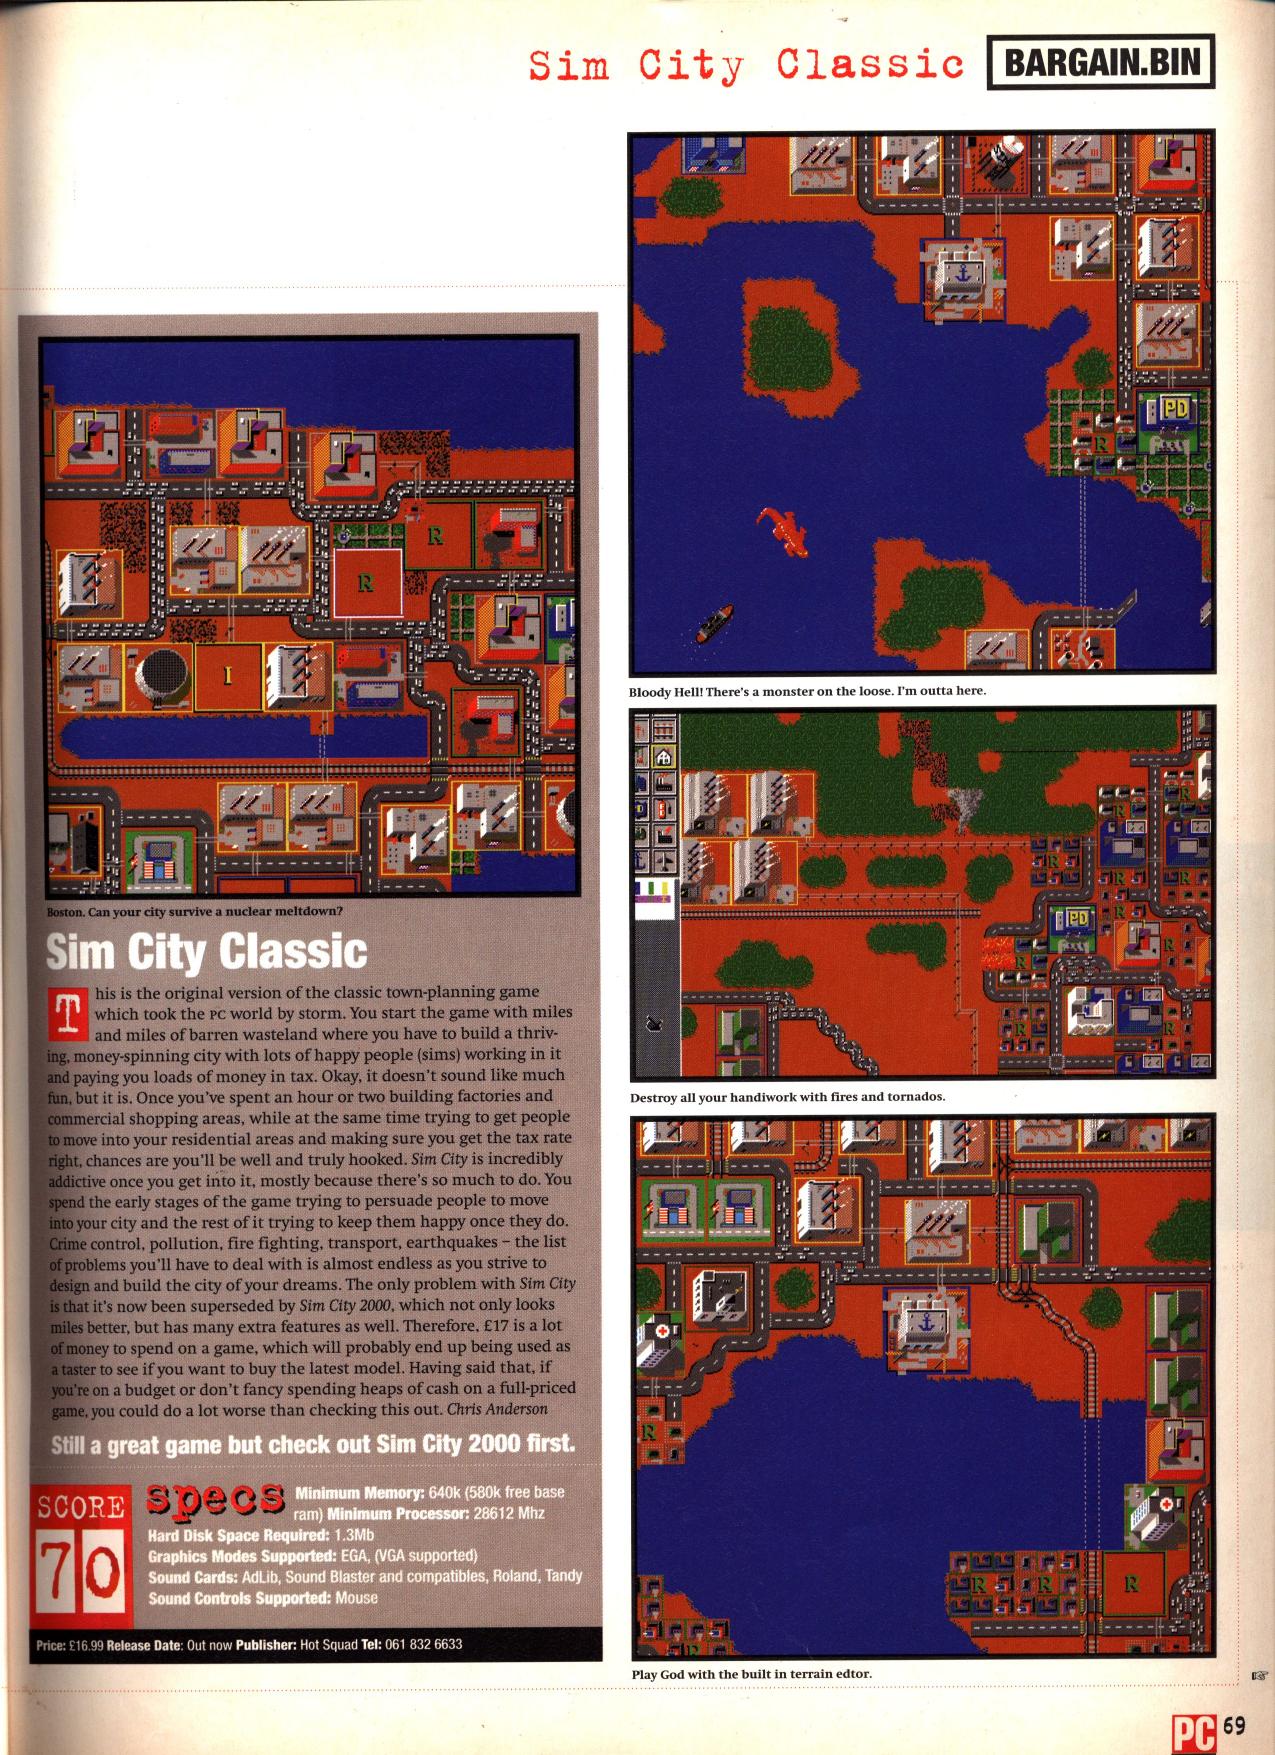 Sim City Classic BARGAIN.BIN
Boston. Can your city survive a nuclear meltdown?
Sim City Classic
This is the original version of the classic town-planning game
which took the PC world by storm. You start the game with miles
and miles of barren wasteland where you have to build a thriv-
ing, money-spinning city with lots of happy people (sims) working in it
and paying you loads of money in tax. Okay, it doesn't sound like much
fun, but it is. Once you've spent an hour or two building factories and
commercial shopping areas, while at the same time trying to get people
to move into your residential areas and making sure you get the tax rate
right, chances are you'll be well and truly hooked. Sim City is incredibly
addictive once you get into it, mostly because there's so much to do. You
spend the early stages of the game trying to persuade people to move
into your city and the rest of it trying to keep them happy once they do.
Crime control, pollution, fire fighting, transport, earthquakes – the list
of problems you'll have to deal with is almost endless as you strive to
design and build the city of your dreams. The only problem with Sim City
is that it's now been superseded by Sim City 2000, which not only looks
miles better, but has many extra features as well. Therefore, £17 is a lot
of money to spend on a game, which will probably end up being used as
a taster to see if you want to buy the latest model. Having said that, if
you're on a budget or don't fancy spending heaps of cash on a full-priced
game, you could do a lot worse than checking this out. Chris Anderson
Still a great game but check out Sim City 2000 first.
SCORE
70
specs Minimum Memory: 640k (580k free base
ram) Minimum Processor: 28612 Mhz
Hard Disk Space Required: 1.3Mb
Graphics Modes Supported: EGA, (VGA supported)
Sound Cards: AdLib, Sound Blaster and compatibles, Roland, Tandy
Sound Controls Supported: Mouse
Price: £16.99 Release Date: Out now Publisher: Hot Squad Tel: 061 832 6633
R
R
I
PD
R
Bloody Hell! There's a monster on the loose. I'm outta here.
R
R
R
R
PD
R
R
R
R
Destroy all your handiwork with fires and tornados.
R
R
R
R
R
Play God with the built in terrain edtor.
PC 69